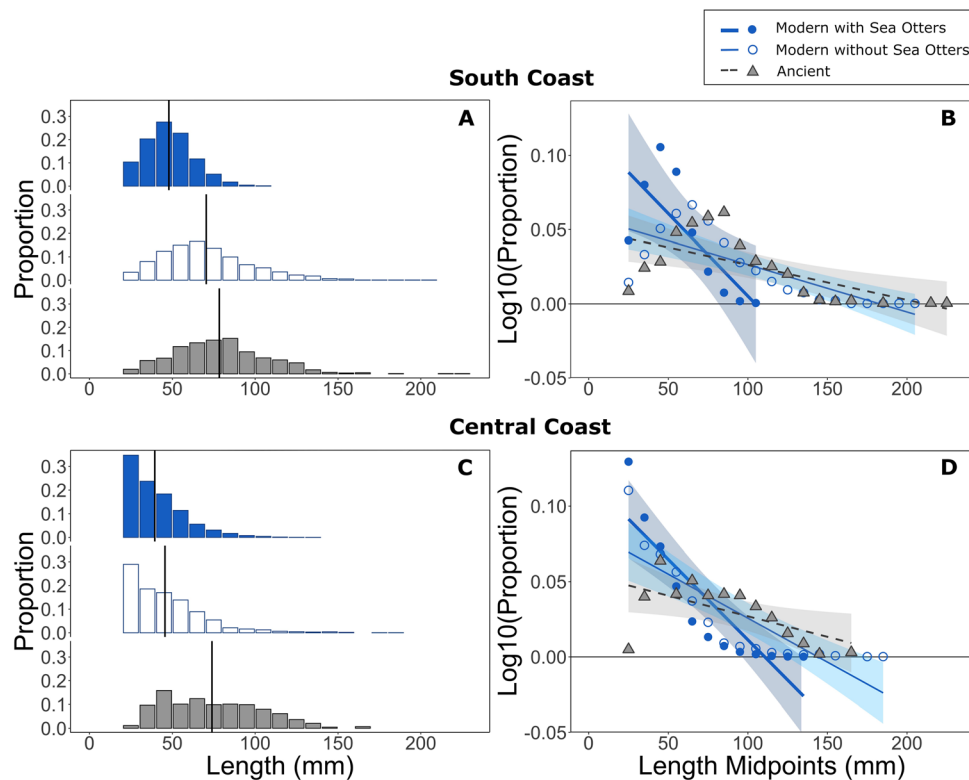 Modern with Sea Otters
Modern without Sea Otters
Ancient
South Coast
A
B
0.3
0.2
0.1
0.0
0.3
0.2
0.1
0.0
0.3
0.2
0.1
0.0
Proportion
0 50 100 150 200
0.10
0.05
0.00
-0.05
Log10(Proportion)
0 50 100 150 200
Central Coast
C
D
0.3
0.2
0.1
0.0
0.3
0.2
0.1
0.0
0.3
0.2
0.1
0.0
Proportion
0 50 100 150 200
Length (mm)
0.10
0.05
0.00
-0.05
Log10(Proportion)
0 50 100 150 200
Length Midpoints (mm)